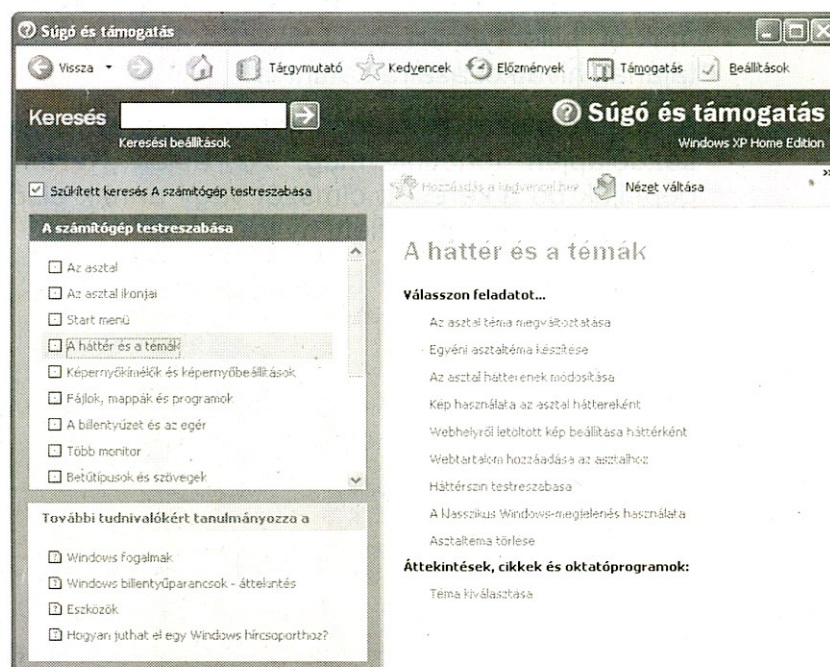 Súgó és támogatás
Vissza Tárgymutató Kedvencek Előzmények Támogatás Beállítások
Keresés
Súgó és támogatás
Keresési beállítások
Windows XP Home Edition
Szűkített keresés A számítógép testreszabása
Hozzáadás a kedvencekhez Nézet váltása
A számítógép testreszabása
Az asztal
Az asztal ikonjai
Start menü
A háttér és a témák
Képernyőkímélők és képernyőbeállítások
Fájlok, mappák és programok
A billentyűzet és az egér
Több monitor
Betűtípusok és szövegek
További tudnivalókért tanulmányozza a
Windows fogalmak
Windows billentyűparancsok - áttekintés
Eszközök
Hogyan juthat el egy Windows hírcsoporthoz?
A háttér és a témák
Válasszon feladatot...
Az asztal téma megváltoztatása
Egyéni asztaltéma készítése
Az asztal hátterének módosítása
Kép használata az asztal háttereként
Webhelyről letöltött kép beállítása háttérként
Webtartalom hozzáadása az asztalhoz
Háttérszín testreszabása
A klasszikus Windows-megjelenés használata
Asztaltéma törlése
Áttekintések, cikkek és oktatóprogramok:
Téma kiválasztása